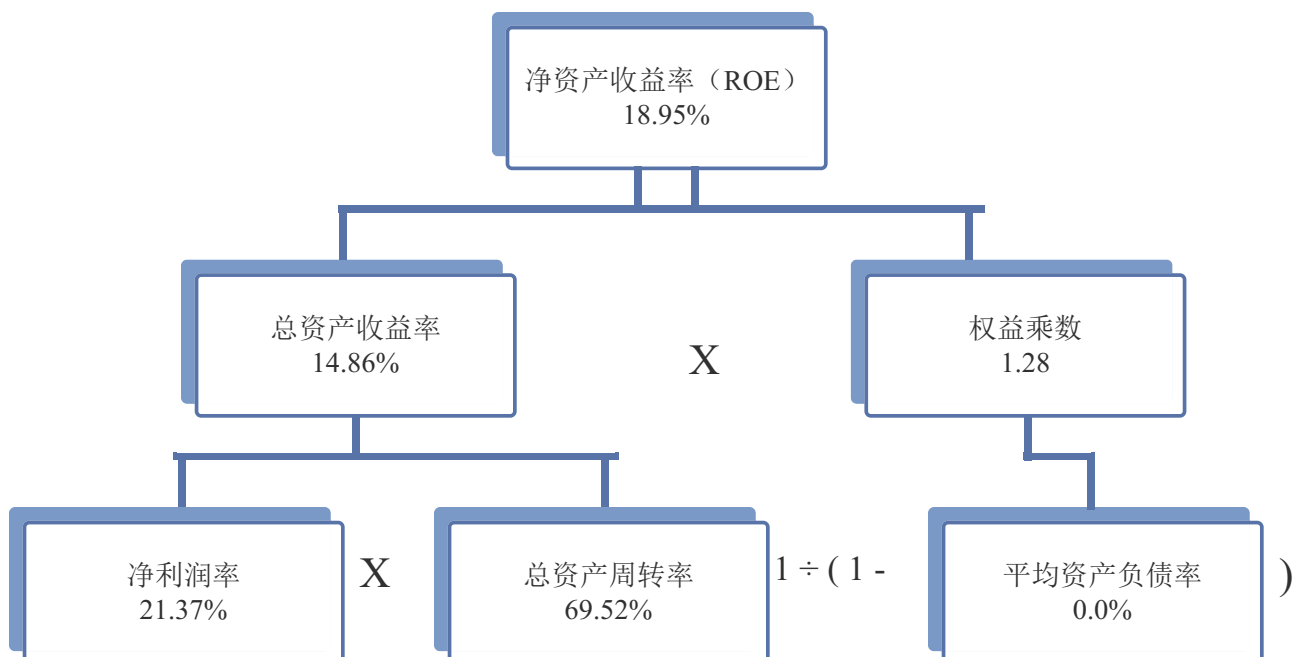 净资产收益率（ROE）
18.95%
总资产收益率
14.86%
X
权益乘数
1.28
净利润率
21.37%
X
总资产周转率
69.52%
1 ÷ ( 1 -
平均资产负债率
0.0%
)